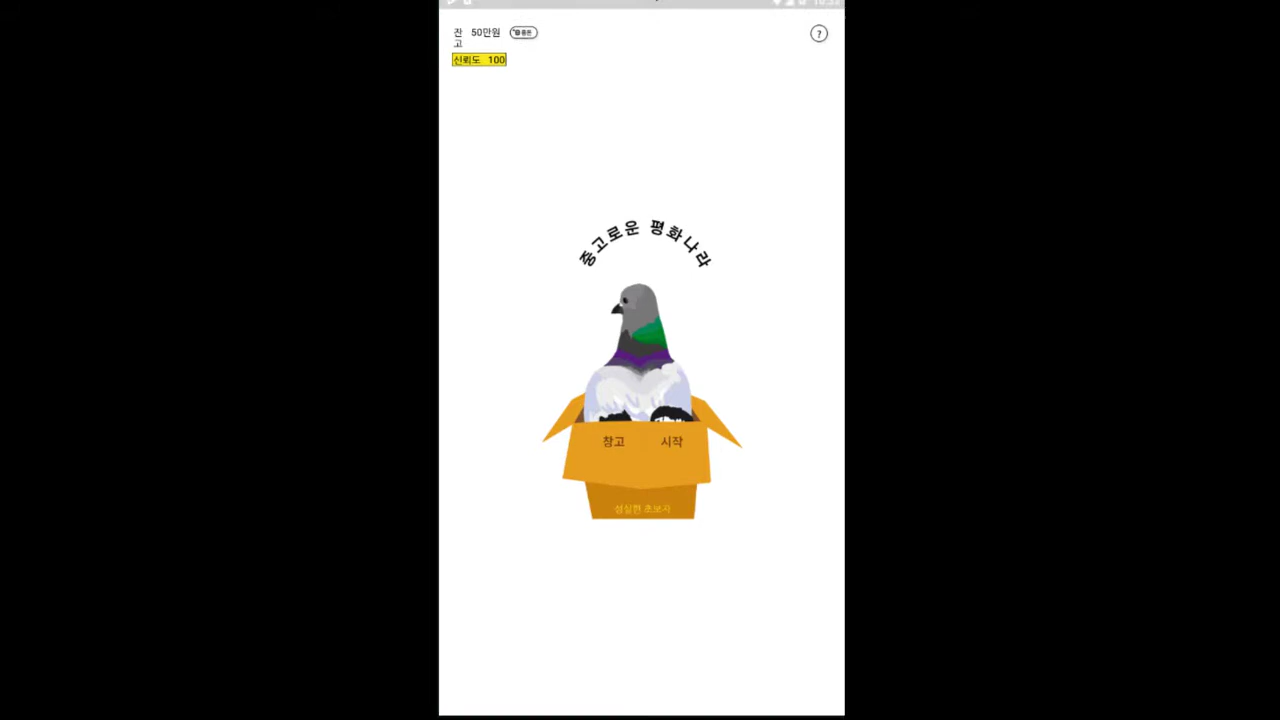 잔고 50만원
?
신뢰도 100
중고로운 평화나라
창고 시작
성실한 초보자